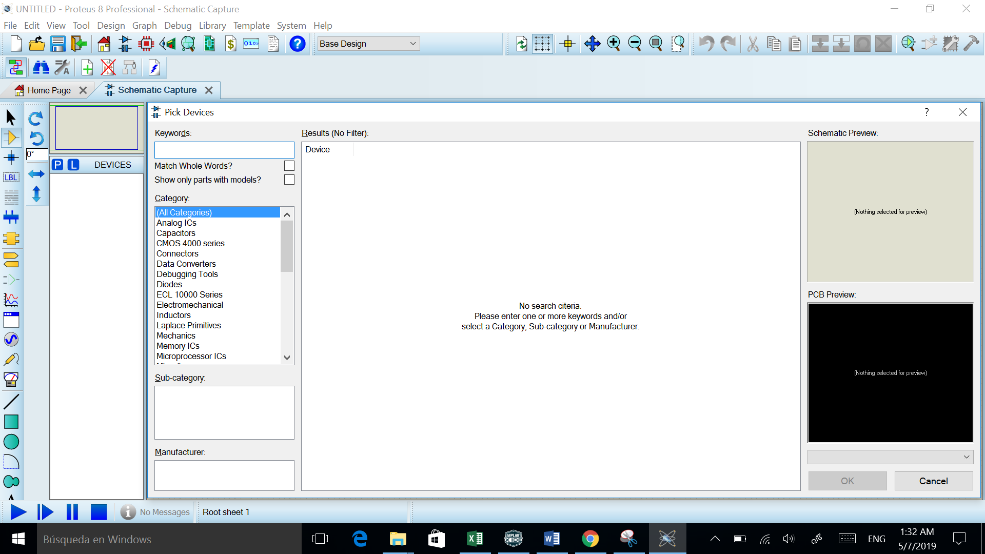 UNTITLED - Proteus 8 Professional - Schematic Capture
File Edit View Tool Design Graph Debug Library Template System Help
Base Design
Home Page
Schematic Capture
Pick Devices
?
0°
LBL
P L DEVICES
Keywords:
Match Whole Words?
Show only parts with models?
Category:
(All Categories)
Analog ICs
Capacitors
CMOS 4000 series
Connectors
Data Converters
Debugging Tools
Diodes
ECL 10000 Series
Electromechanical
Inductors
Laplace Primitives
Mechanics
Memory ICs
Microprocessor ICs
Sub-category:
Manufacturer:
Results (No Filter):
Device
No search citeria.
Please enter one or more keywords and/or
select a Category, Sub-category or Manufacturer
Schematic Preview:
(Nothing selected for preview)
PCB Preview:
(Nothing selected for preview)
OK Cancel
No Messages
Root sheet 1
Búsqueda en Windows
ENG
1:32 AM
5/7/2019